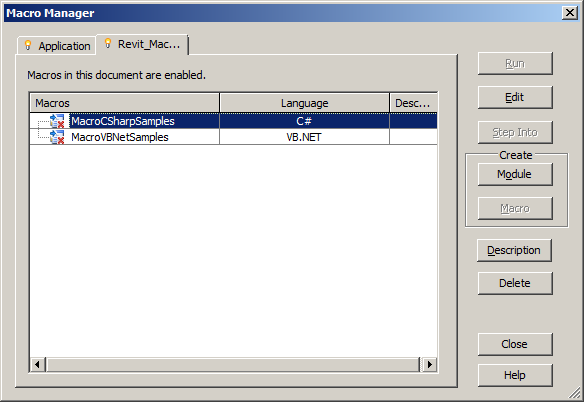 Macro Manager
Application
Revit_Mac...
Macros in this document are enabled.
Macros Language Desc...
MacroCSharpSamples C#
MacroVBNetSamples VB.NET
Run
Edit
Step Into
Create
Module
Macro
Description
Delete
Close
Help